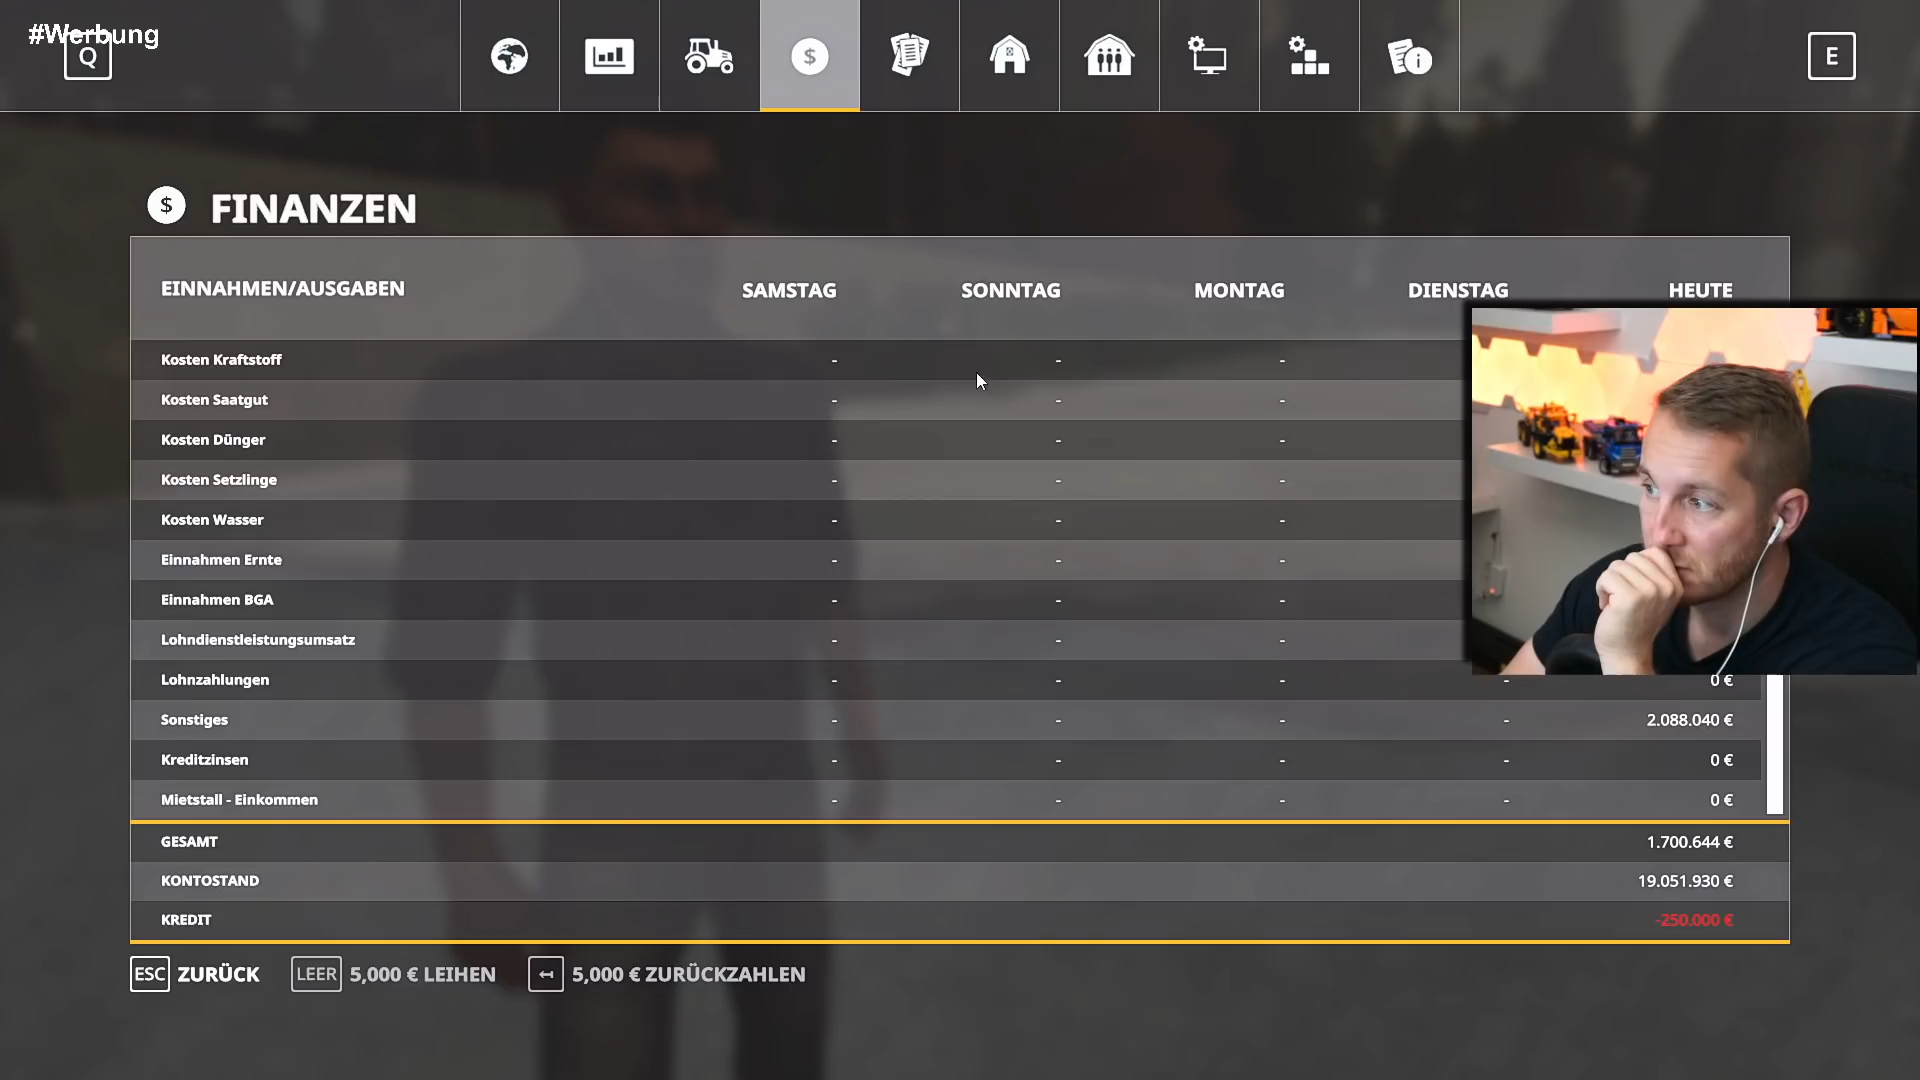 #Werbung
Q
$
E
$ FINANZEN
EINNAHMEN/AUSGABEN SAMSTAG SONNTAG MONTAG DIENSTAG HEUTE
Kosten Kraftstoff - - -
Kosten Saatgut - - -
Kosten Dünger - - -
Kosten Setzlinge - - -
Kosten Wasser - - -
Einnahmen Ernte - - -
Einnahmen BGA - - -
Lohndienstleistungsumsatz - - -
Lohnzahlungen - - - - 0 €
Sonstiges - - - - 2.088.040 €
Kreditzinsen - - - - 0 €
Mietstall - Einkommen - - - - 0 €
GESAMT 1.700.644 €
KONTOSTAND 19.051.930 €
KREDIT -250.000 €
ESC ZURÜCK LEER 5,000 € LEIHEN ↤ 5,000 € ZURÜCKZAHLEN